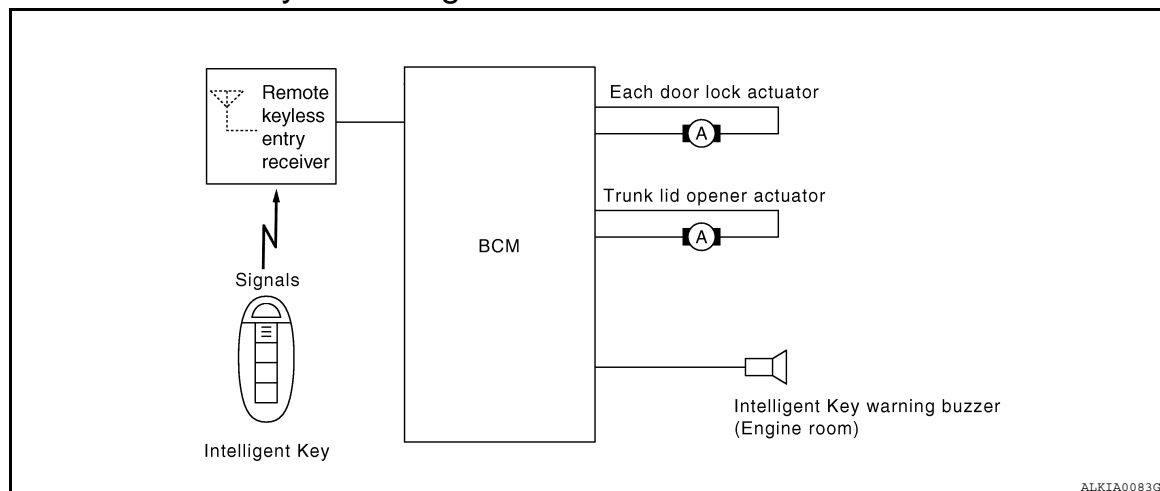 Remote
keyless
entry
receiver
Signals
Intelligent Key
BCM
Each door lock actuator
A
Trunk lid opener actuator
A
Intelligent Key warning buzzer
(Engine room)
ALKIA0083G